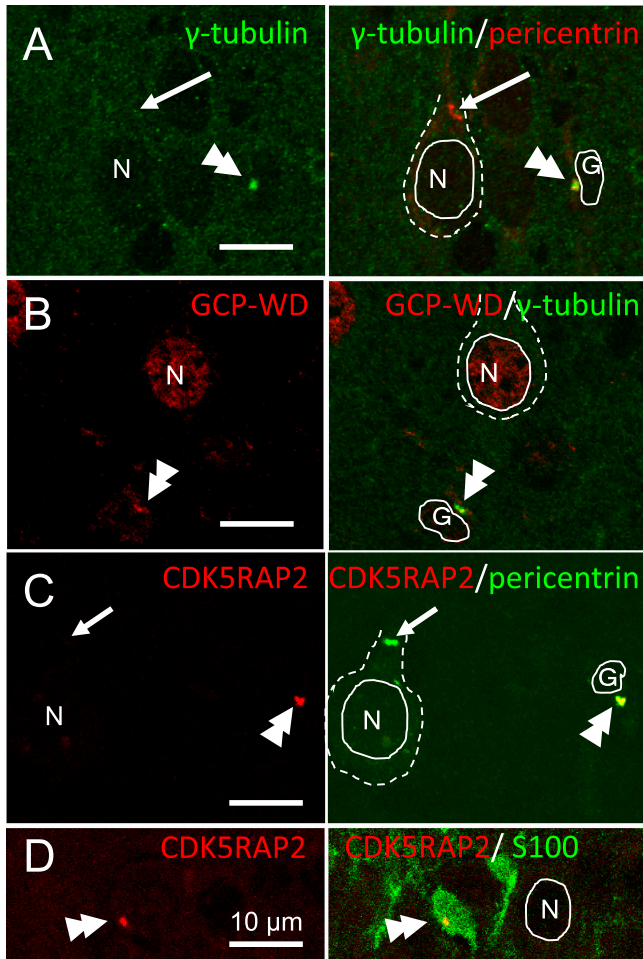 A γ-tubulin γ-tubulin/pericentrin
N N G
B GCP-WD GCP-WD/γ-tubulin
N N
G
C CDK5RAP2 CDK5RAP2/pericentrin
G
N N
D CDK5RAP2 CDK5RAP2/S100
N
10 µm